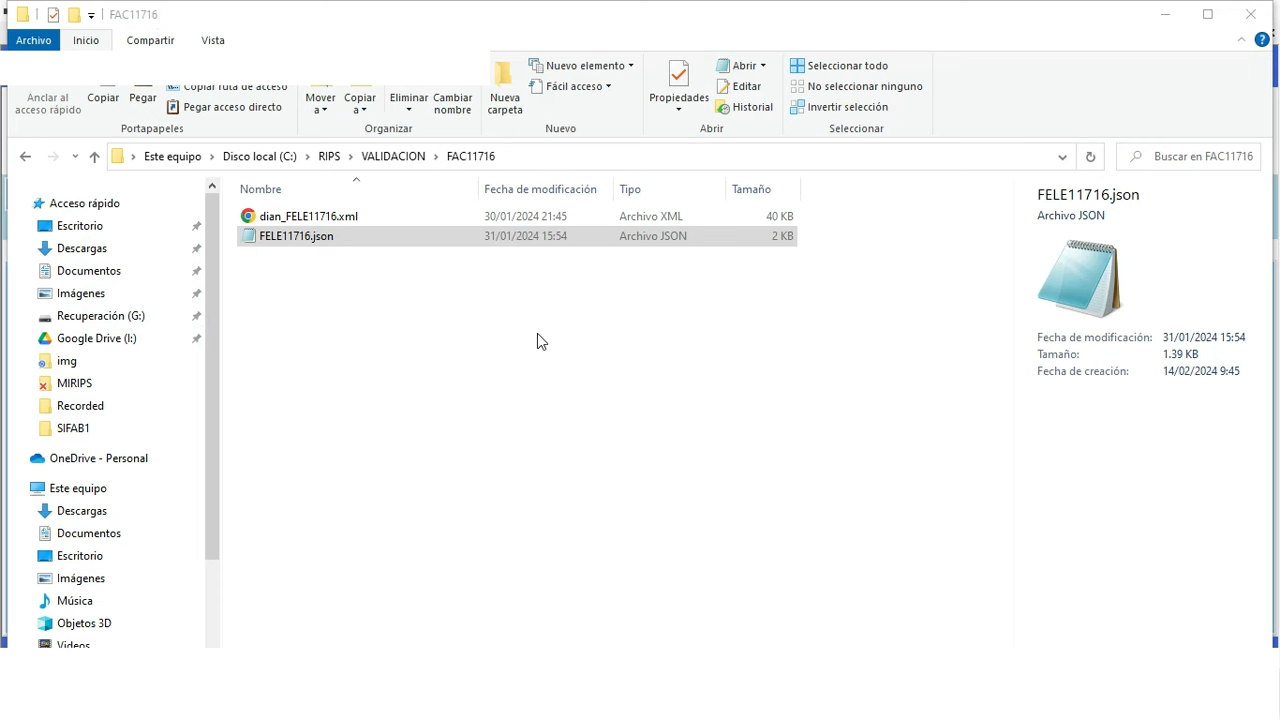 FAC11716
Archivo Inicio Compartir Vista
Anclar al acceso rápido
Copiar
Pegar
Copiar ruta de acceso
Pegar acceso directo
Portapapeles
Mover a
Copiar a
Eliminar
Cambiar nombre
Organizar
Nueva carpeta
Nuevo elemento
Fácil acceso
Nuevo
Propiedades
Abrir
Editar
Historial
Abrir
Seleccionar todo
No seleccionar ninguno
Invertir selección
Seleccionar
Este equipo › Disco local (C:) › RIPS › VALIDACION › FAC11716
Buscar en FAC11716
Acceso rápido
Escritorio
Descargas
Documentos
Imágenes
Recuperación (G:)
Google Drive (I:)
img
MIRIPS
Recorded
SIFAB1
OneDrive - Personal
Este equipo
Descargas
Documentos
Escritorio
Imágenes
Música
Objetos 3D
Videos
Nombre Fecha de modificación Tipo Tamaño
dian_FELE11716.xml 30/01/2024 21:45 Archivo XML 40 KB
FELE11716.json 31/01/2024 15:54 Archivo JSON 2 KB
FELE11716.json
Archivo JSON
Fecha de modificación: 31/01/2024 15:54
Tamaño: 1.39 KB
Fecha de creación: 14/02/2024 9:45